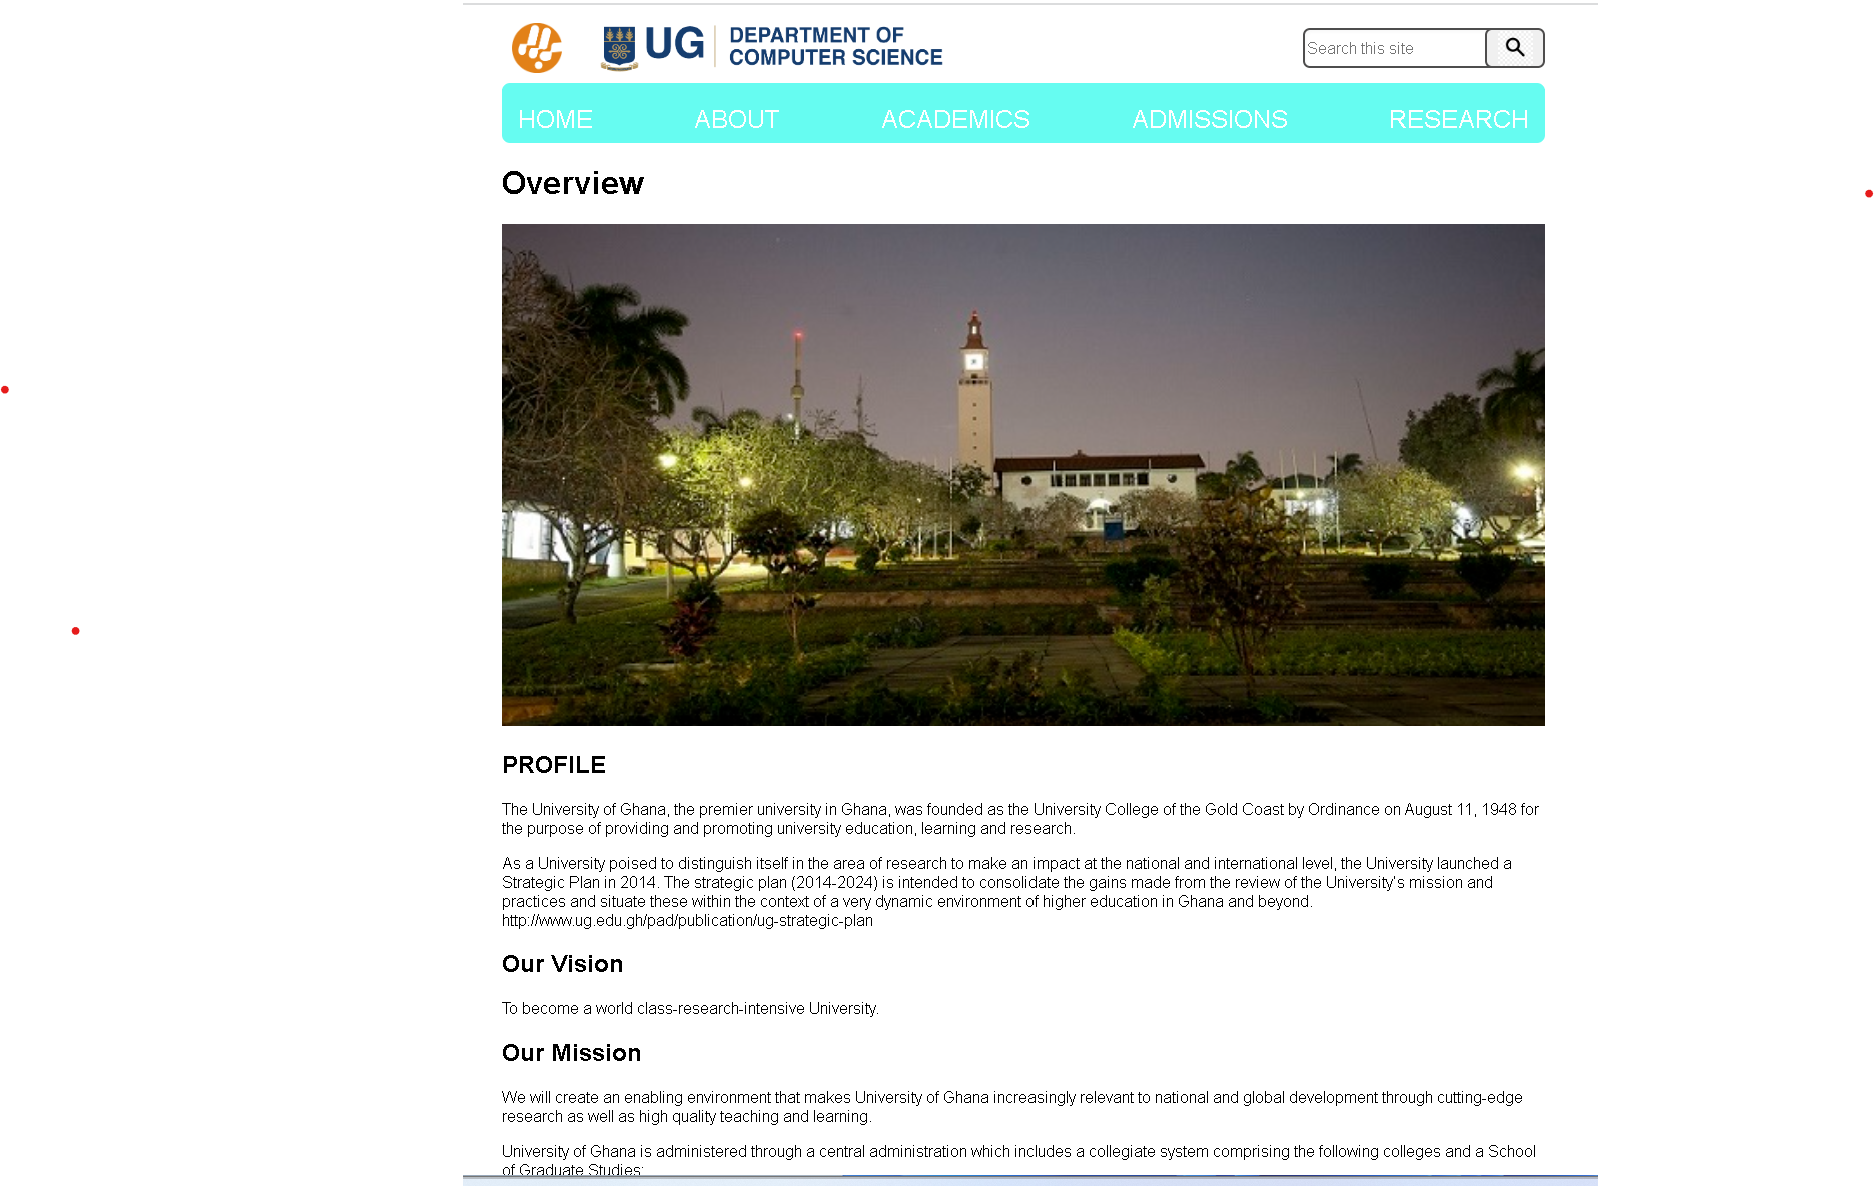 UG
DEPARTMENT OF
COMPUTER SCIENCE
Search this site
HOME ABOUT ACADEMICS ADMISSIONS RESEARCH
Overview
PROFILE
The University of Ghana, the premier university in Ghana, was founded as the University College of the Gold Coast by Ordinance on August 11, 1948 for
the purpose of providing and promoting university education, learning and research.
As a University poised to distinguish itself in the area of research to make an impact at the national and international level, the University launched a
Strategic Plan in 2014. The strategic plan (2014-2024) is intended to consolidate the gains made from the review of the University's mission and
practices and situate these within the context of a very dynamic environment of higher education in Ghana and beyond.
http://www.ug.edu.gh/pad/publication/ug-strategic-plan
Our Vision
To become a world class-research-intensive University.
Our Mission
We will create an enabling environment that makes University of Ghana increasingly relevant to national and global development through cutting-edge
research as well as high quality teaching and learning.
University of Ghana is administered through a central administration which includes a collegiate system comprising the following colleges and a School
of Graduate Studies: